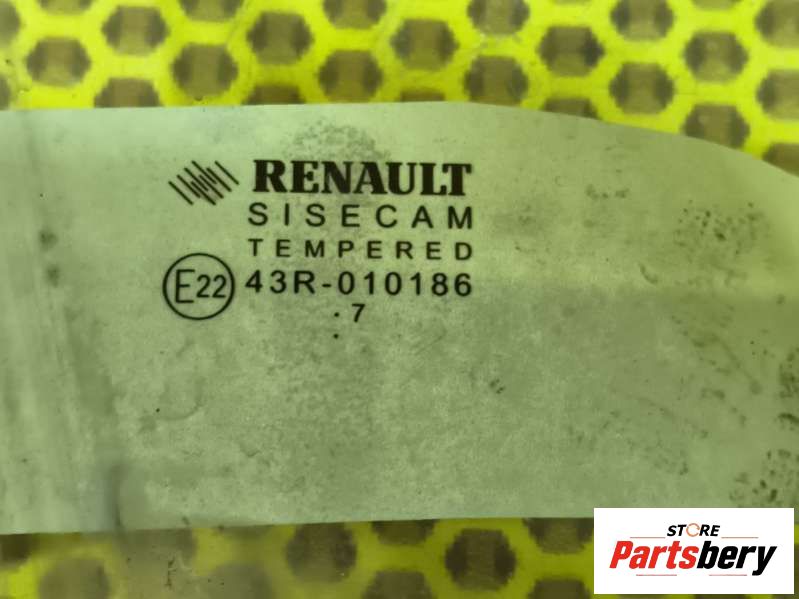 RENAULT
SISECAM
TEMPERED
E22 43R-010186
. 7
.
STORE
Partsbery